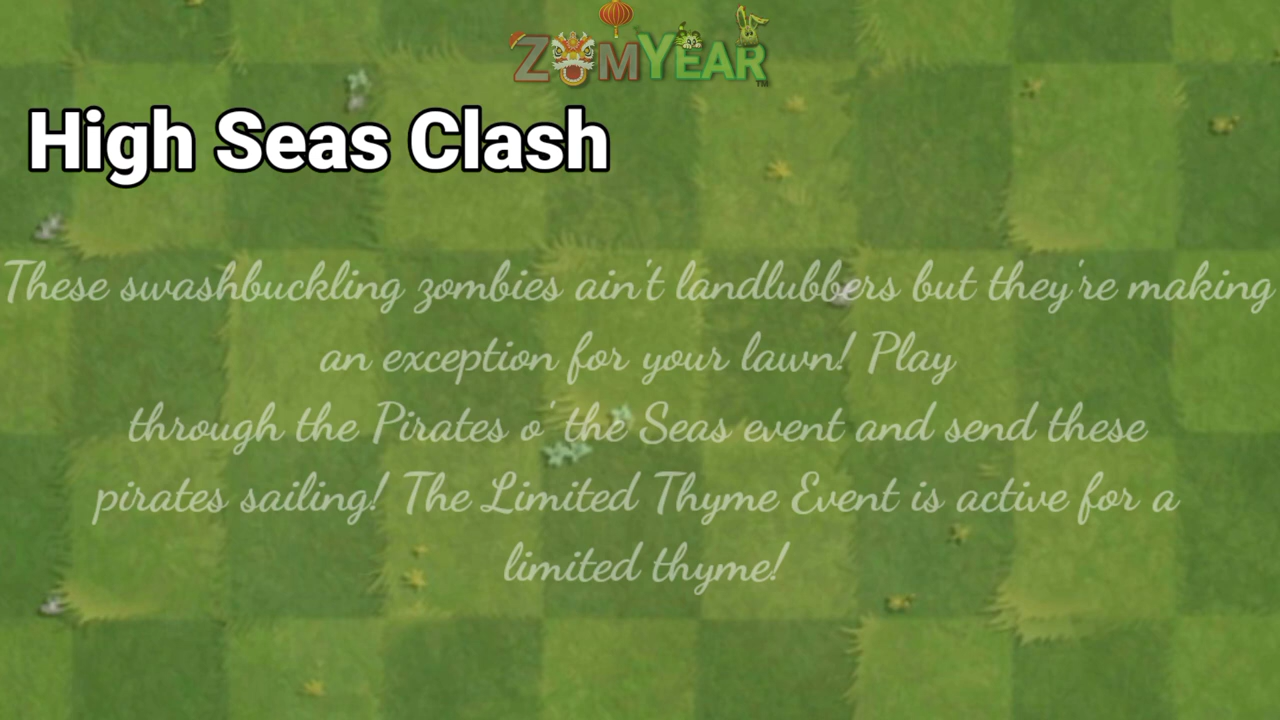 ZOMYEAR™
High Seas Clash
These swashbuckling zombies ain't landlubbers but they're making
an exception for your lawn! Play
through the Pirates o' the Seas event and send these
pirates sailing! The Limited Thyme Event is active for a
limited thyme!